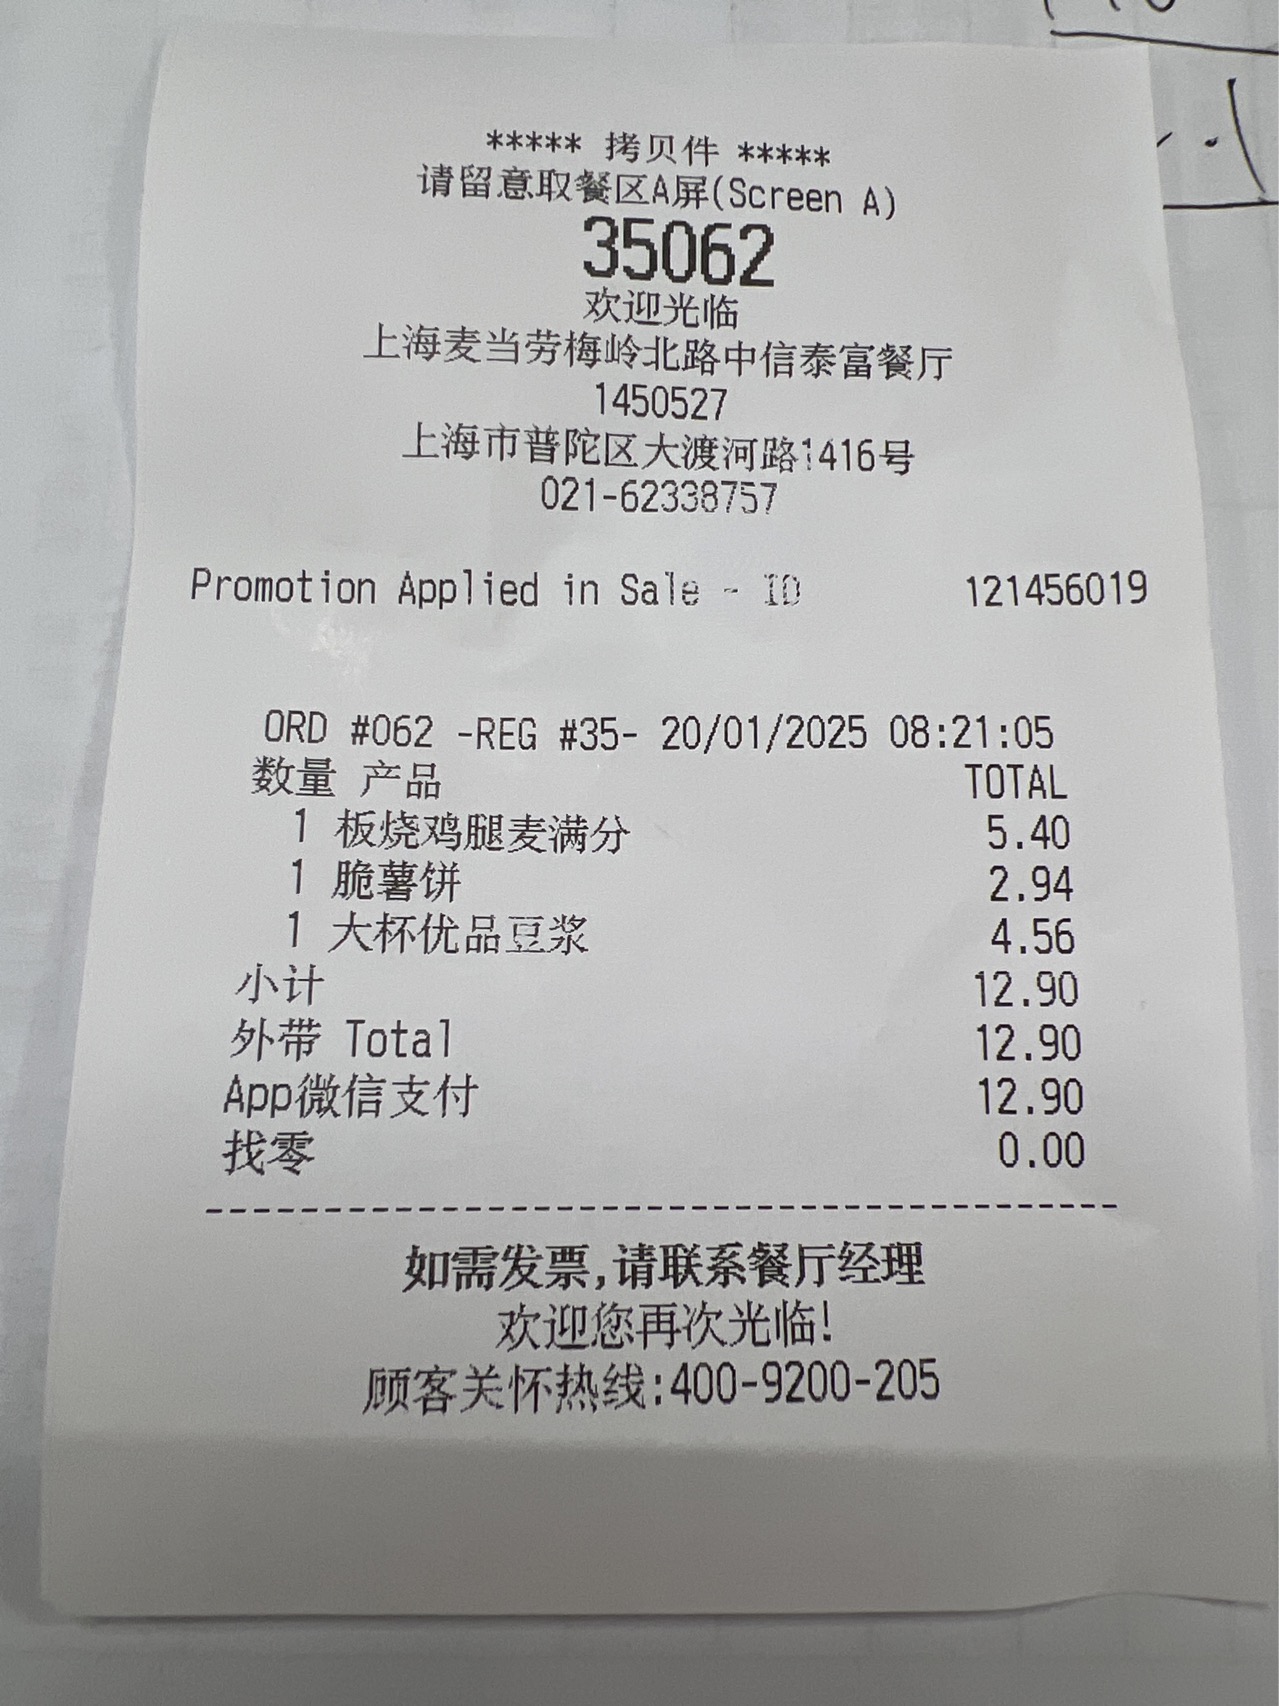 ***** 拷贝件 *****
请留意取餐区A屏(Screen A)
35062
欢迎光临
上海麦当劳梅岭北路中信泰富餐厅
1450527
上海市普陀区大渡河路1416号
021-62338757
Promotion Applied in Sale - ID 121456019
ORD #062 -REG #35- 20/01/2025 08:21:05
数量 产品 TOTAL
1 板烧鸡腿麦满分 5.40
1 脆薯饼 2.94
1 大杯优品豆浆 4.56
小计 12.90
外带 Total 12.90
App微信支付 12.90
找零 0.00
----------------------------------------
如需发票,请联系餐厅经理
欢迎您再次光临!
顾客关怀热线:400-9200-205